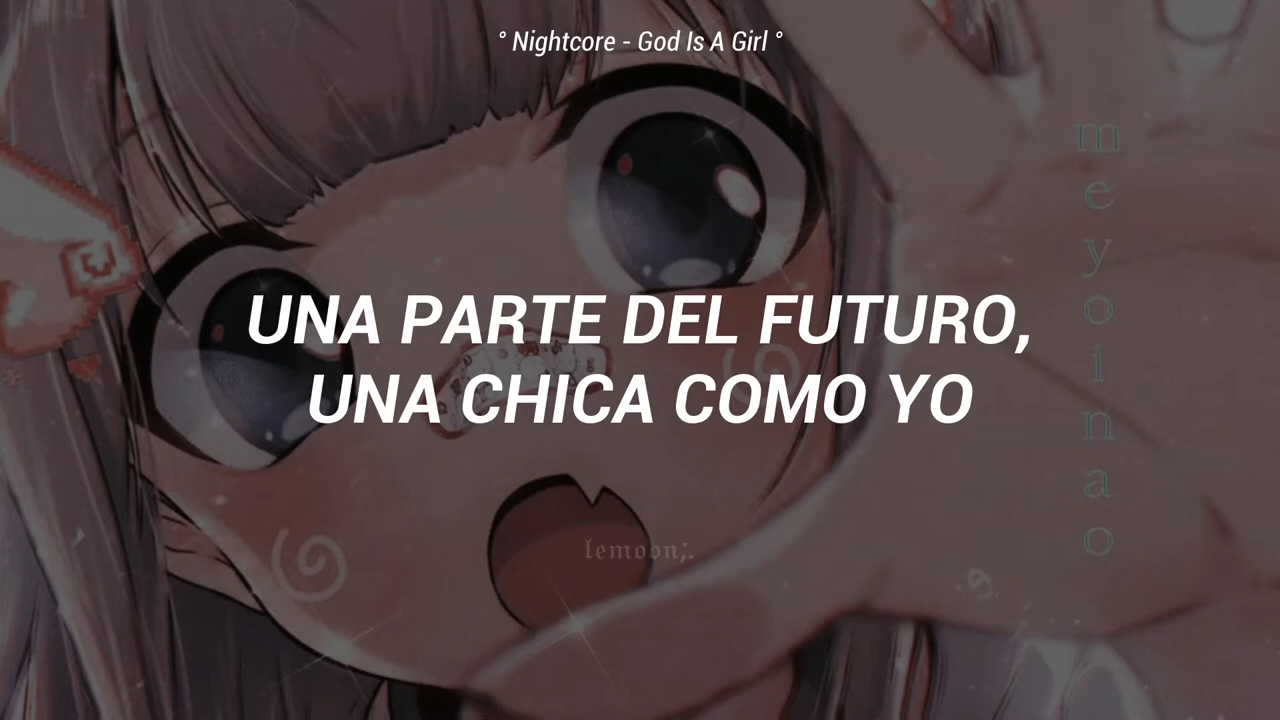 ° Nightcore - God Is A Girl °
UNA PARTE DEL FUTURO,
UNA CHICA COMO YO
lemoon;.
meyoinao